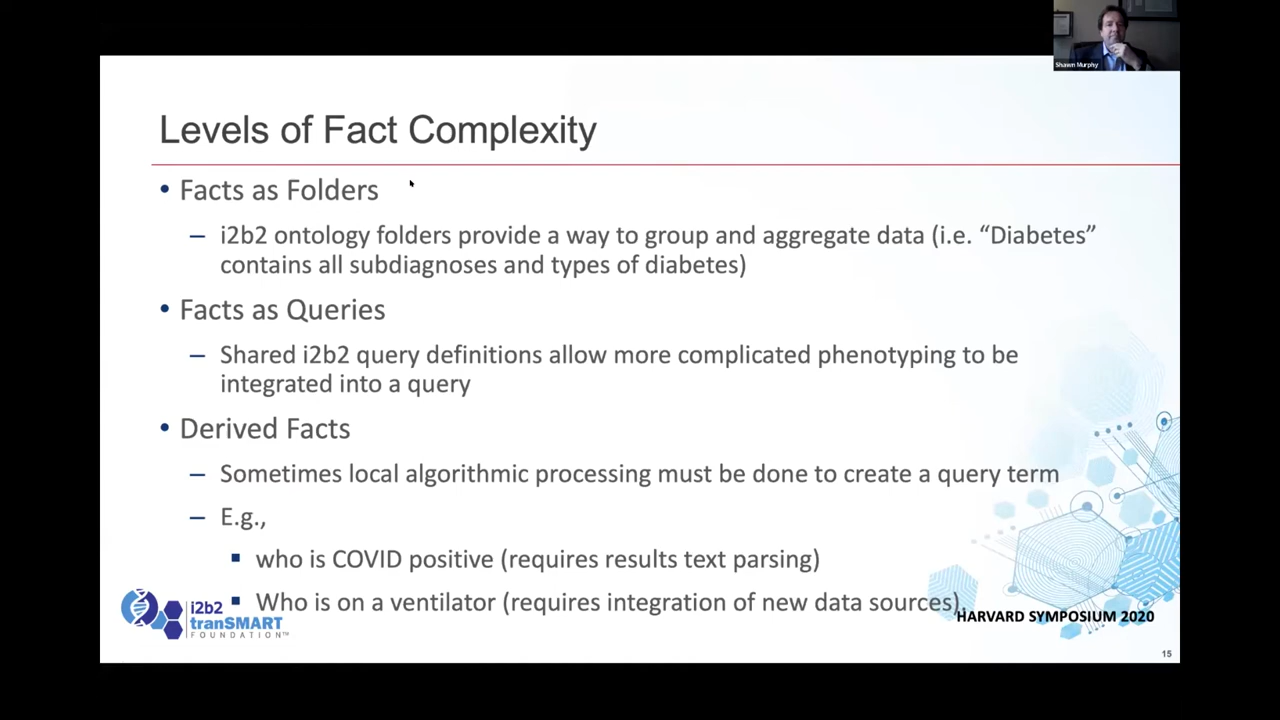 Shawn Murphy
Levels of Fact Complexity
• Facts as Folders
– i2b2 ontology folders provide a way to group and aggregate data (i.e. “Diabetes”
contains all subdiagnoses and types of diabetes)
• Facts as Queries
– Shared i2b2 query definitions allow more complicated phenotyping to be
integrated into a query
• Derived Facts
– Sometimes local algorithmic processing must be done to create a query term
– E.g.,
▪ who is COVID positive (requires results text parsing)
▪ Who is on a ventilator (requires integration of new data sources)
i2b2
tranSMART
FOUNDATION™
HARVARD SYMPOSIUM 2020
15